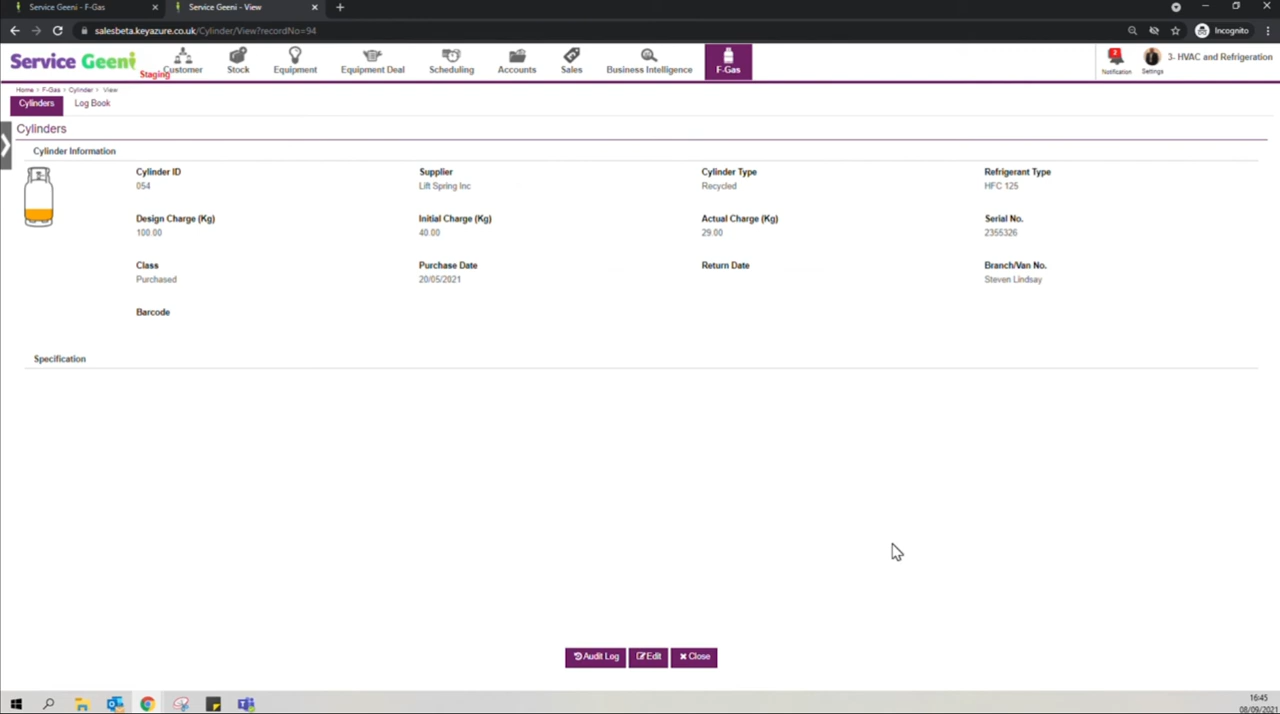 Service Geeni - F-Gas
Service Geeni - View
salesbeta.keyazure.co.uk/Cylinder/View?recordNo=94
Incognito
Service Geeni
Staging
Customer
Stock
Equipment
Equipment Deal
Scheduling
Accounts
Sales
Business Intelligence
F-Gas
2
Notification
Settings
3- HVAC and Refrigeration
Home > F-Gas > Cylinder > View
Cylinders
Log Book
Cylinders
Cylinder Information
Cylinder ID
Supplier
Cylinder Type
Refrigerant Type
054
Lift Spring Inc
Recycled
HFC 125
Design Charge (Kg)
Initial Charge (Kg)
Actual Charge (Kg)
Serial No.
100.00
40.00
29.00
2355326
Class
Purchase Date
Return Date
Branch/Van No.
Purchased
20/05/2021
Steven Lindsay
Barcode
Specification
Audit Log
Edit
Close
16:45
08/09/2021